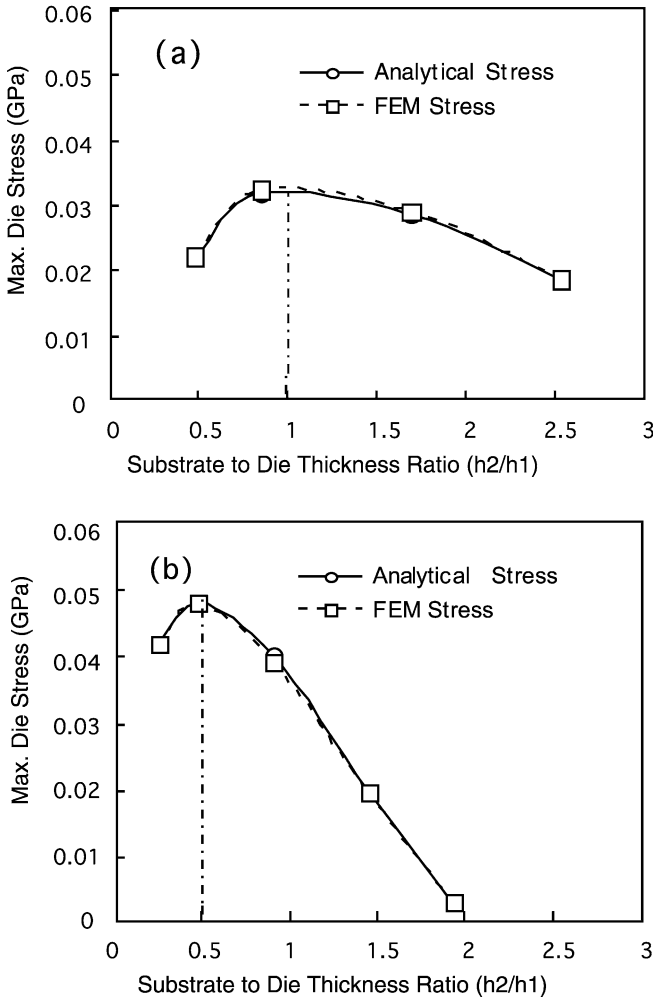 0.06
(a)
Analytical Stress
0.05
FEM Stress
0.04
0.03
0.02
0.01
0
0 0.5 1 1.5 2 2.5 3
Max. Die Stress (GPa)
Substrate to Die Thickness Ratio (h2/h1)
0.06
(b)
Analytical Stress
0.05
FEM Stress
0.04
0.03
0.02
0.01
0
0 0.5 1 1.5 2 2.5 3
Max. Die Stress (GPa)
Substrate to Die Thickness Ratio (h2/h1)